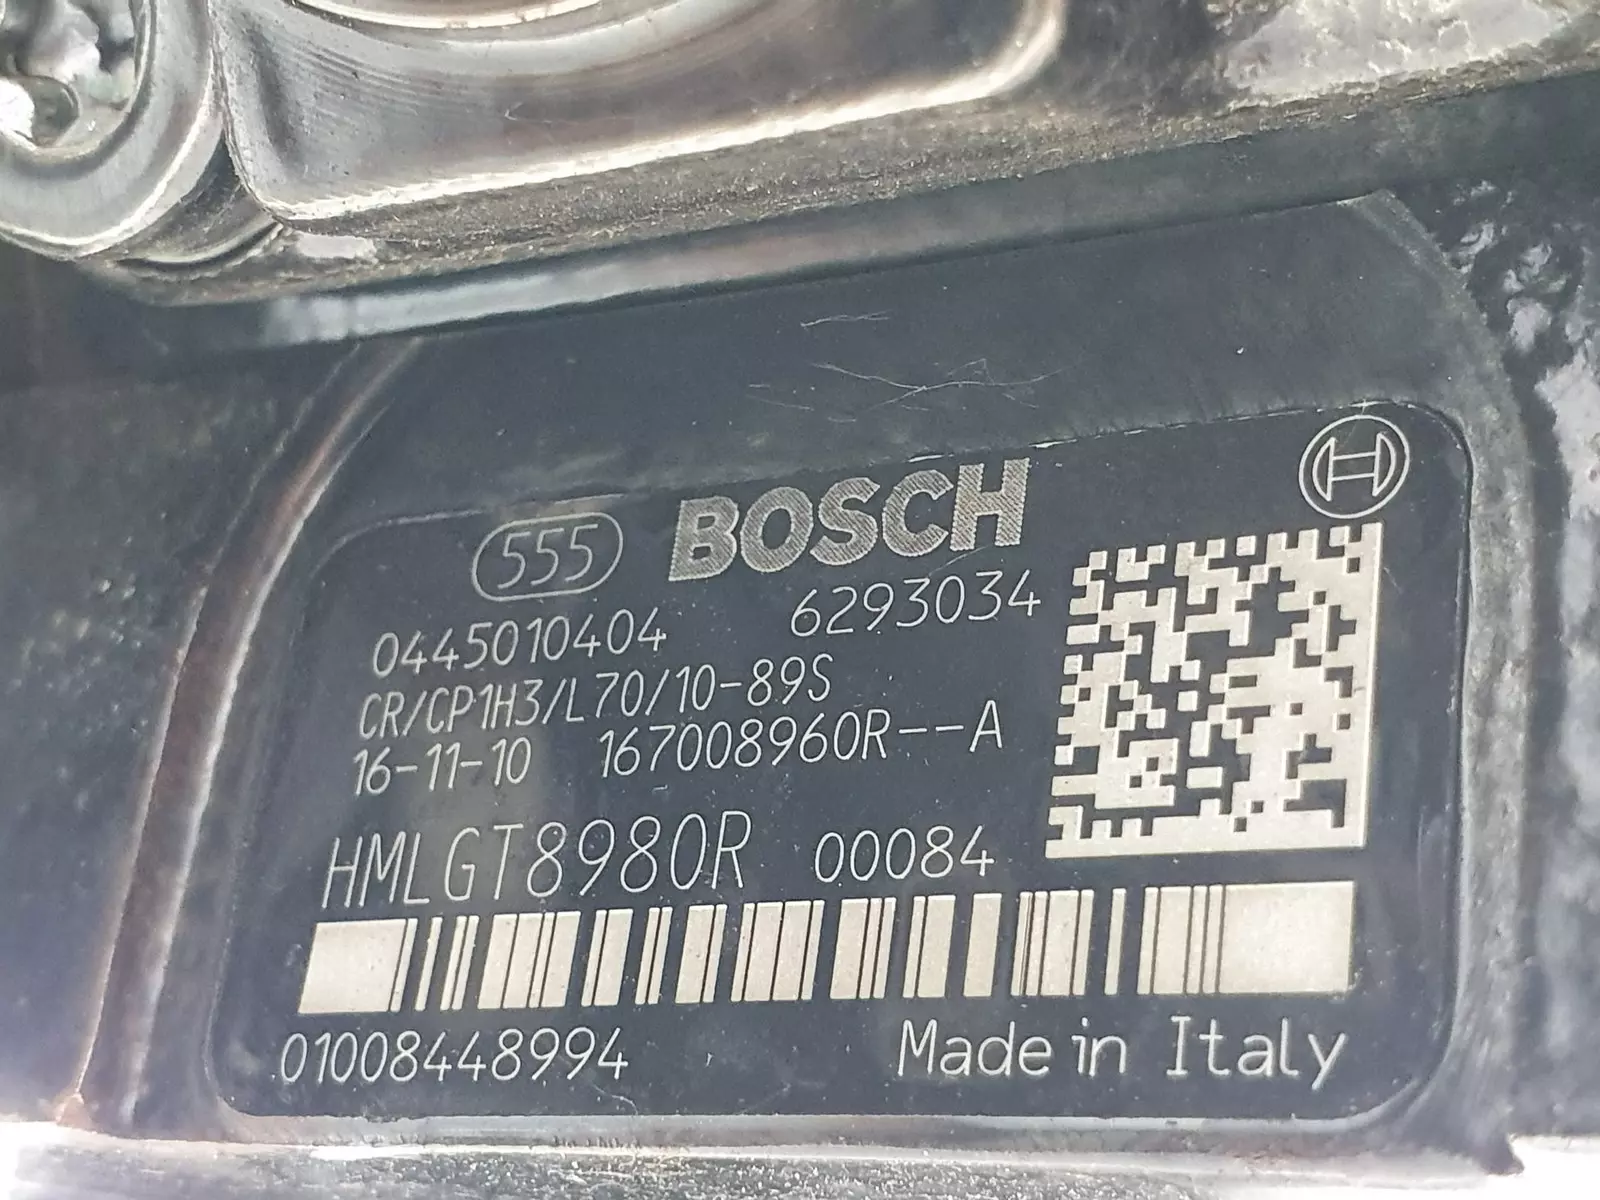 555 BOSCH
0445010404 6293034
CR/CP1H3/L70/10-89S
16-11-10 167008960R--A
HMLGT8980R 00084
01008448994 Made in Italy